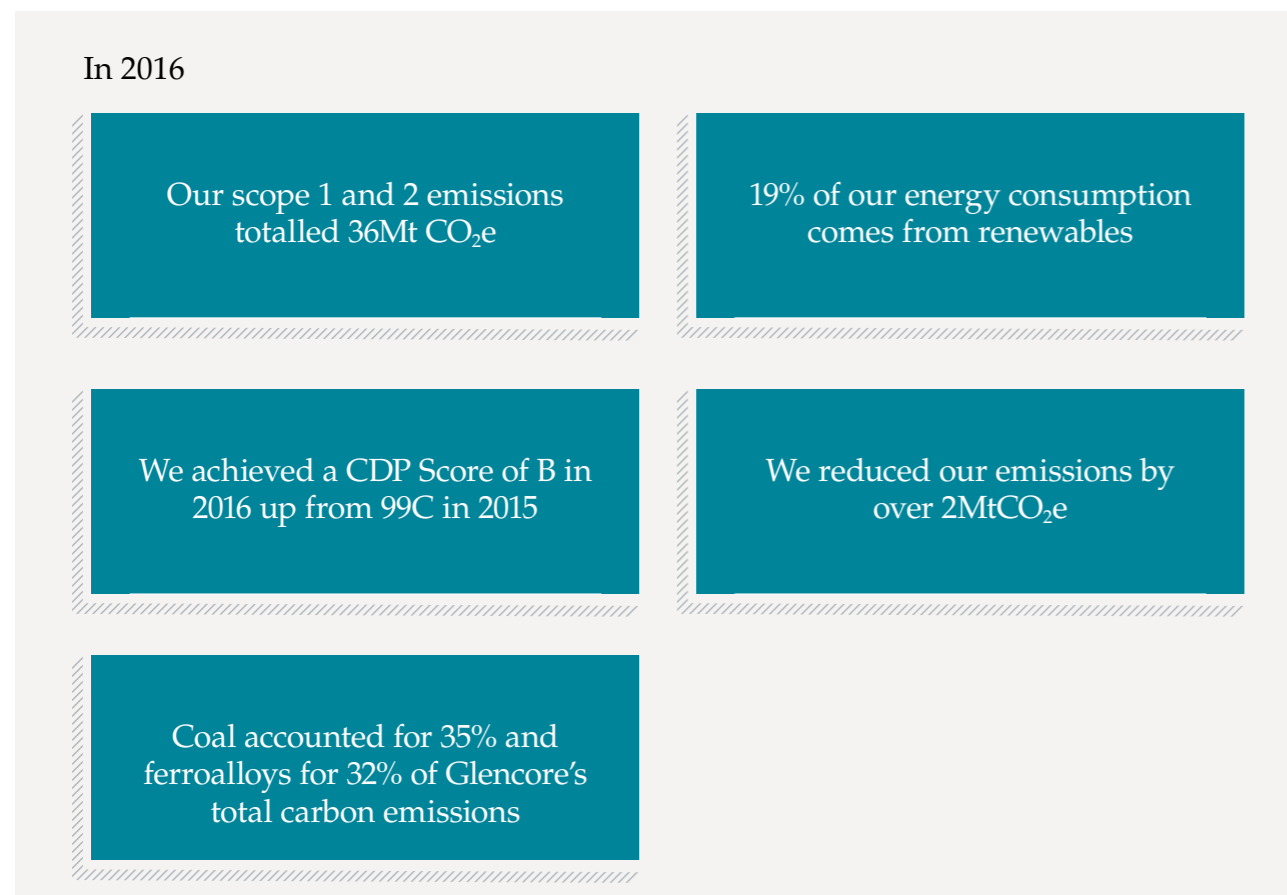 In 2016
Our scope 1 and 2 emissions
totalled 36Mt CO₂e
19% of our energy consumption
comes from renewables
We achieved a CDP Score of B in
2016 up from 99C in 2015
We reduced our emissions by
over 2MtCO₂e
Coal accounted for 35% and
ferroalloys for 32% of Glencore’s
total carbon emissions